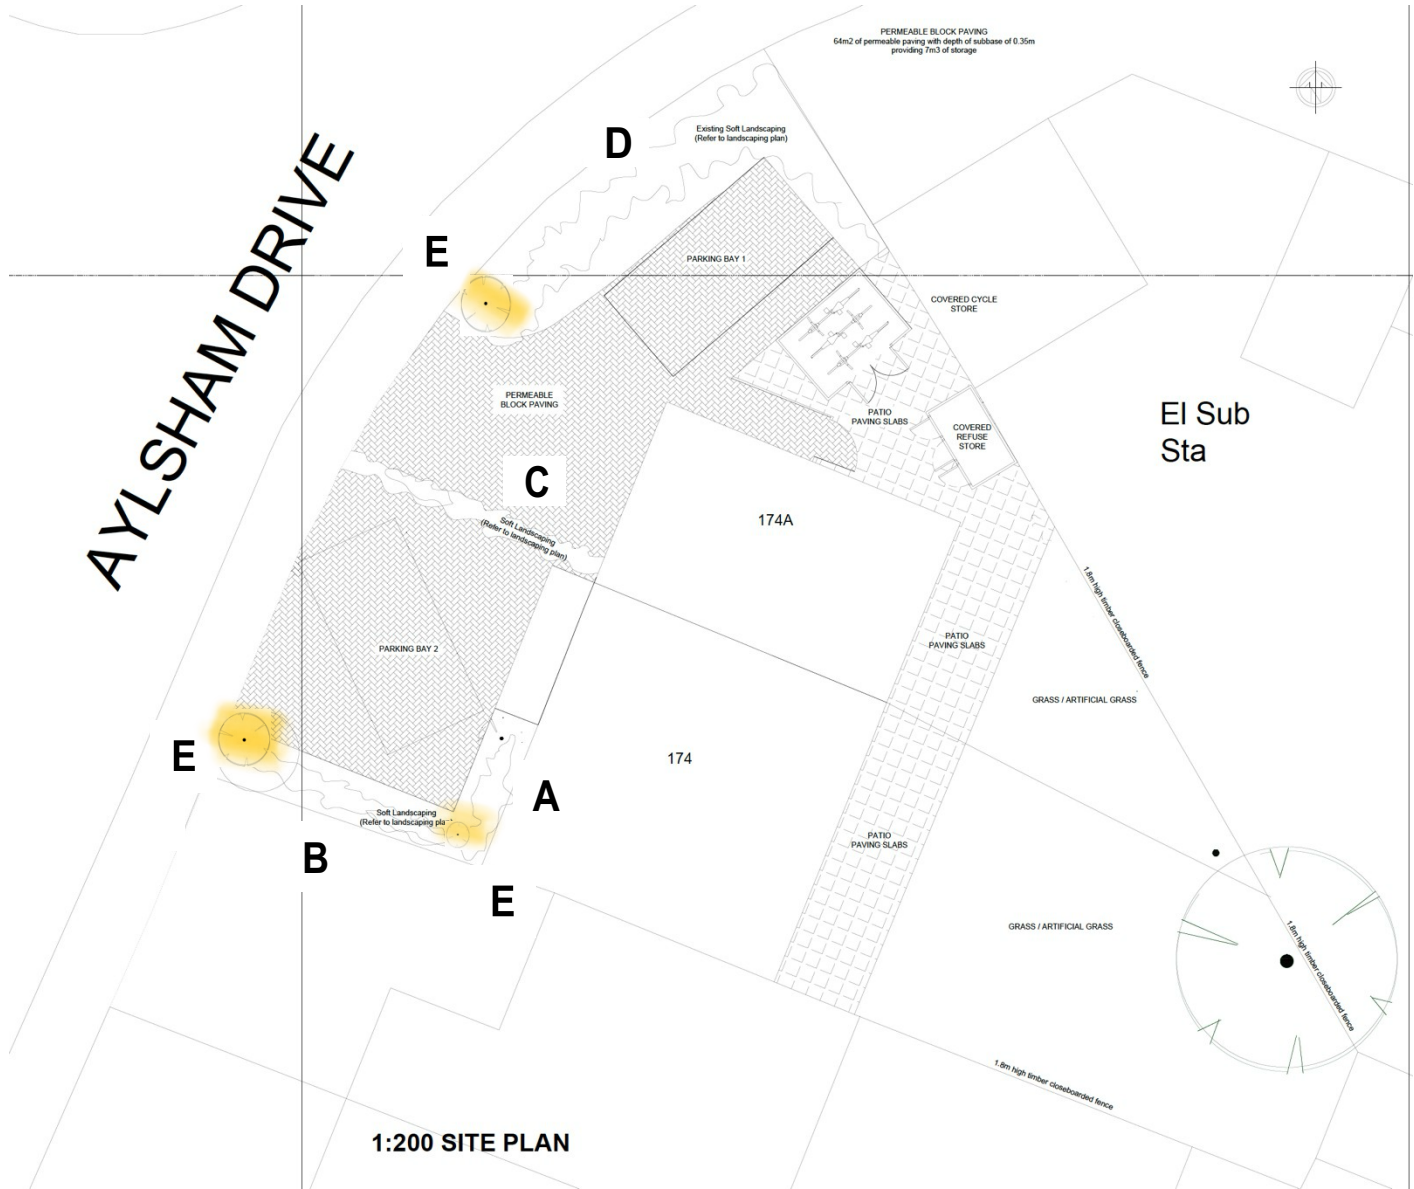 PERMEABLE BLOCK PAVING
64m2 of permeable paving with depth of subbase of 0.35m
providing 7m3 of storage
Existing Soft Landscaping
(Refer to landscaping plan)
D
AYLSHAM DRIVE
E
PARKING BAY 1
COVERED CYCLE
STORE
PERMEABLE
BLOCK PAVING
PATIO
PAVING SLABS
COVERED
REFUSE
STORE
El Sub
Sta
C
Soft Landscaping
(Refer to landscaping plan)
174A
1.8m high timber closeboarded fence
PARKING BAY 2
PATIO
PAVING SLABS
GRASS / ARTIFICIAL GRASS
E
174
A
Soft Landscaping
(Refer to landscaping pla
B
PATIO
PAVING SLABS
E
GRASS / ARTIFICIAL GRASS
1.8m high timber closeboarded fence
1.8m high timber closeboarded fence
1:200 SITE PLAN